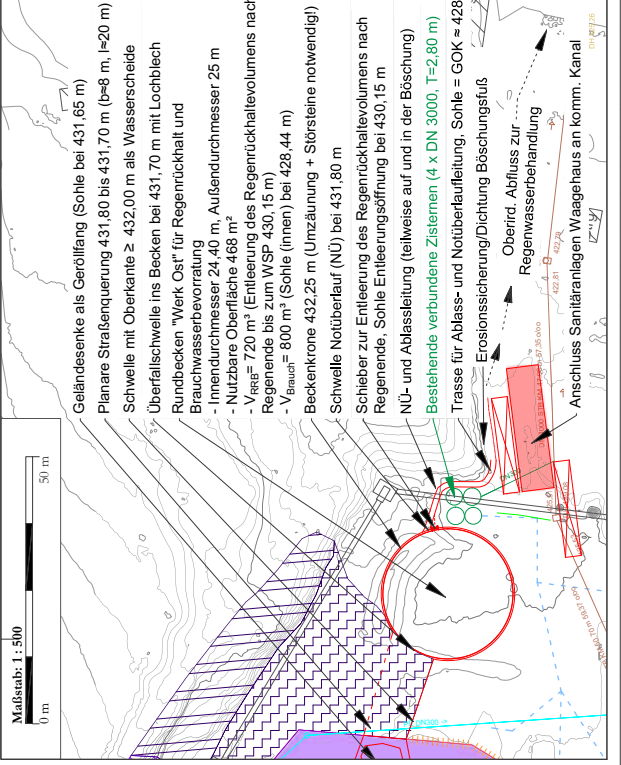 Maßstab: 1 : 500
0 m
50 m
Geländesenke als Geröllfang (Sohle bei 431,65 m)
Planare Straßenquerung 431,80 bis 431,70 m (b≈8 m, l≈20 m)
Schwelle mit Oberkante ≥ 432,00 m als Wasserscheide
Überfallschwelle ins Becken bei 431,70 m mit Lochblech
Rundbecken "Werk Ost" für Regenrückhalt und
Brauchwasserbevorratung
- Innendurchmesser 24,40 m, Außendurchmesser 25 m
- Nutzbare Oberfläche 468 m²
- VRRB= 720 m³ (Entleerung des Regenrückhaltevolumens nach
Regenende bis zum WSP 430,15 m)
- VBrauch= 800 m³ (Sohle (innen) bei 428,44 m)
Beckenkrone 432,25 m (Umzäunung + Störsteine notwendig!)
Schwelle Notüberlauf (NÜ) bei 431,80 m
Schieber zur Entleerung des Regenrückhaltevolumens nach
Regenende, Sohle Entleerungsöffnung bei 430,15 m
NÜ- und Ablassleitung (teilweise auf und in der Böschung)
Bestehende verbundene Zisternen (4 x DN 3000, T=2,80 m)
Trasse für Ablass- und Notüberlaufleitung, Sohle = GOK ≈ 428
Erosionssicherung/Dichtung Böschungsfuß
Oberird. Abfluss zur
Regenwasserbehandlung
Anschluss Sanitäranlagen Waagehaus an komm. Kanal
DN300
422.81
422.79